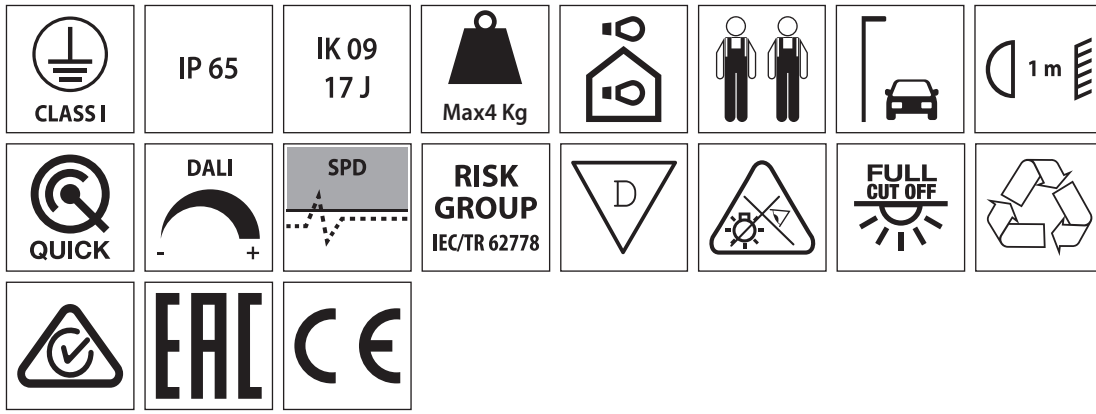 CLASS I
IP 65
IK 09
17 J
Max4 Kg
1 m
QUICK
DALI
- +
SPD
RISK
GROUP
IEC/TR 62778
D
FULL
CUT OFF
EAC
CE